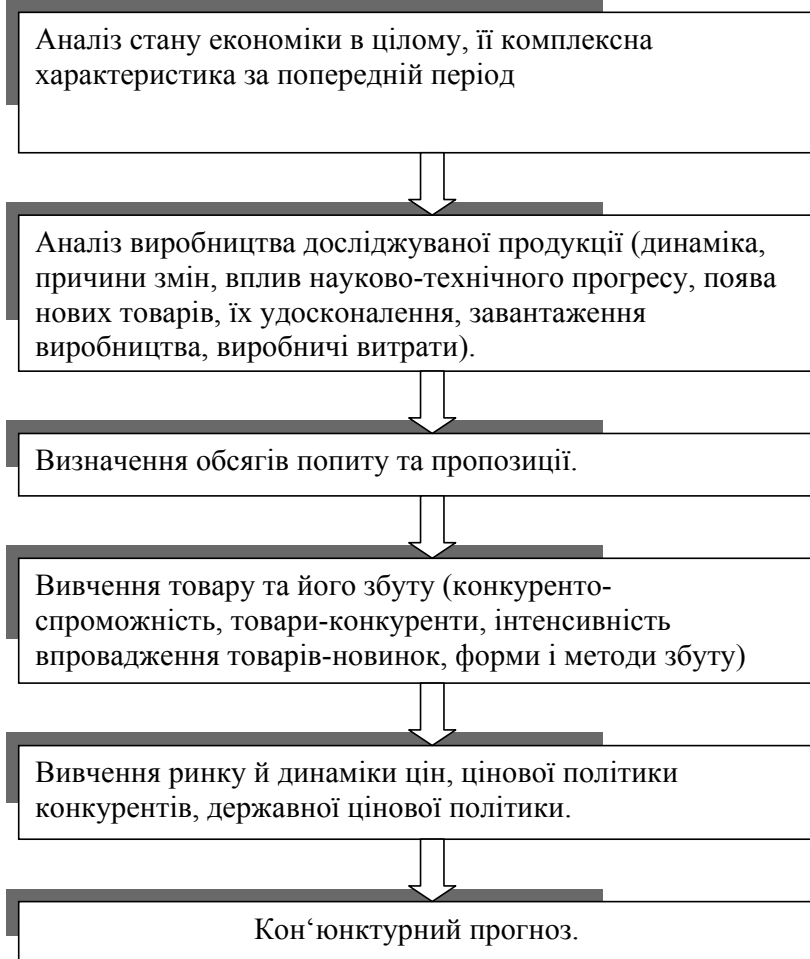 Аналіз стану економіки в цілому, її комплексна
характеристика за попередній період
Аналіз виробництва досліджуваної продукції (динаміка,
причини змін, вплив науково-технічного прогресу, поява
нових товарів, їх удосконалення, завантаження
виробництва, виробничі витрати).
Визначення обсягів попиту та пропозиції.
Вивчення товару та його збуту (конкуренто-
спроможність, товари-конкуренти, інтенсивність
впровадження товарів-новинок, форми і методи збуту)
Вивчення ринку й динаміки цін, цінової політики
конкурентів, державної цінової політики.
Кон‘юнктурний прогноз.